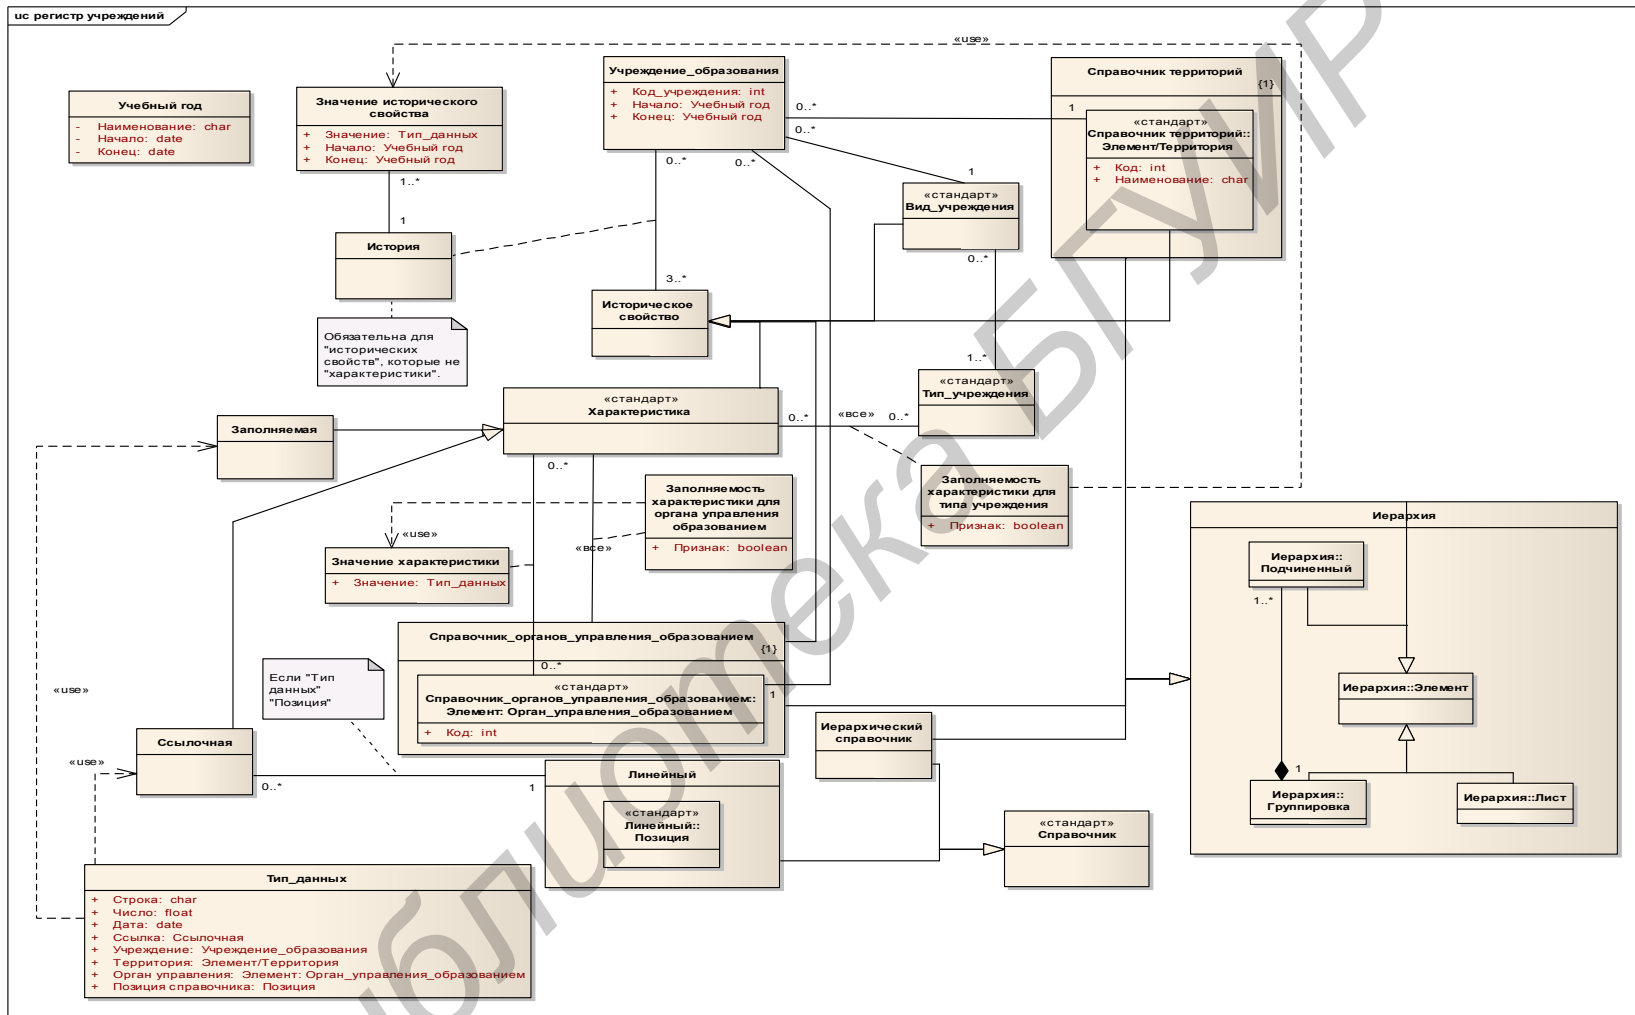 uc регистр учреждений
«use»
Учебный год
- Наименование: char
- Начало: date
- Конец: date
Значение исторического
свойства
+ Значение: Тип_данных
+ Начало: Учебный год
+ Конец: Учебный год
1..*
1
История
Обязательна для
"исторических
свойств", которые не
"характеристики".
Учреждение_образования
+ Код_учреждения: int
+ Начало: Учебный год
+ Конец: Учебный год
0..*
0..*
0..*
0..*
3..*
Историческое
свойство
Справочник территорий
{1}
1
«стандарт»
Справочник территорий::
Элемент/Территория
+ Код: int
+ Наименование: char
1
«стандарт»
Вид_учреждения
0..*
1..*
«стандарт»
Тип_учреждения
«стандарт»
Характеристика
0..*
«все»
0..*
0..*
Заполняемая
Заполняемость
характеристики для
органа управления
образованием
+ Признак: boolean
Заполняемость
характеристики для
типа учреждения
+ Признак: boolean
«use»
«все»
Значение характеристики
+ Значение: Тип_данных
Иерархия
Иерархия::
Подчиненный
1..*
Иерархия::Элемент
1
Иерархия::
Группировка
Иерархия::Лист
Справочник_органов_управления_образованием
{1}
0..*
«стандарт»
Справочник_органов_управления_образованием::
Элемент: Орган_управления_образованием
+ Код: int
1
Если "Тип
данных"
"Позиция"
«use»
Ссылочная
«use»
0..*
1
Линейный
«стандарт»
Линейный::
Позиция
Иерархический
справочник
«стандарт»
Справочник
Тип_данных
+ Строка: char
+ Число: float
+ Дата: date
+ Ссылка: Ссылочная
+ Учреждение: Учреждение_образования
+ Территория: Элемент/Территория
+ Орган управления: Элемент: Орган_управления_образованием
+ Позиция справочника: Позиция
блиотека БГУИР